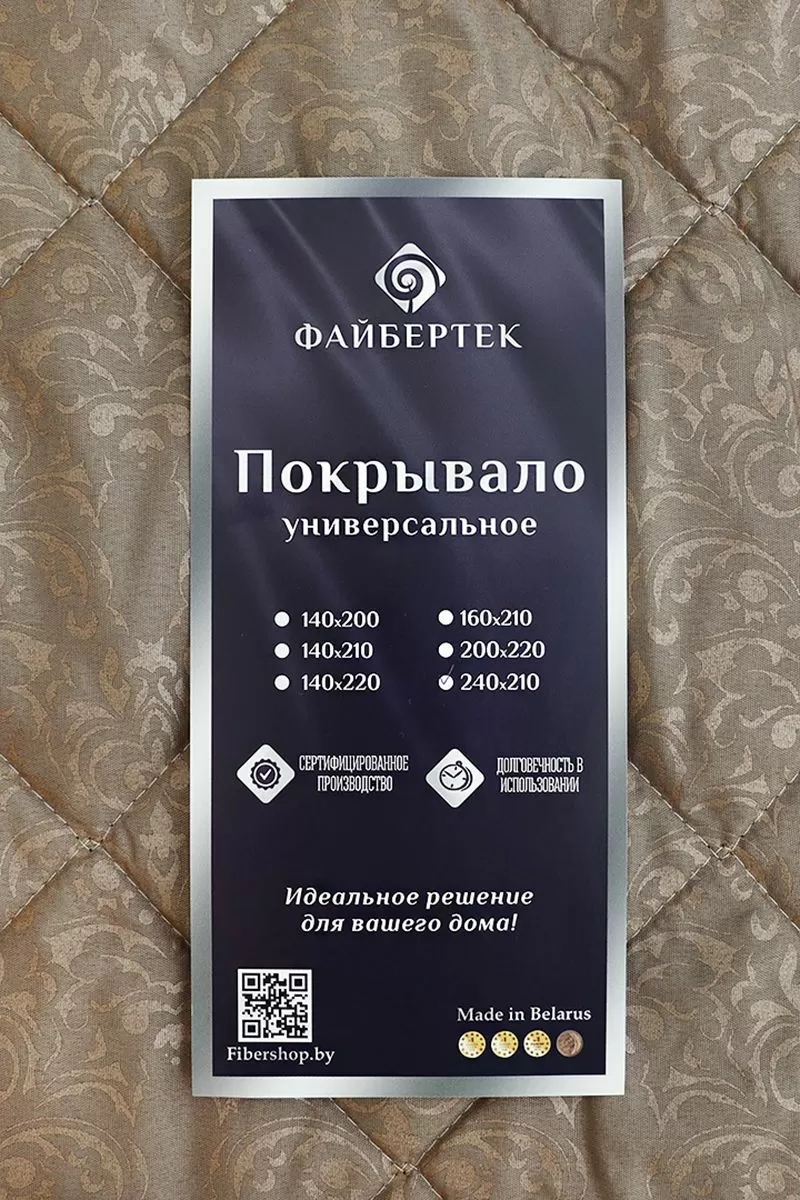 ФАЙБЕРТЕК
Покрывало
универсальное
140x200
140x210
140x220
160x210
200x220
240x210
СЕРТИФИЦИРОВАННОЕ
ПРОИЗВОДСТВО
ДОЛГОВЕЧНОСТЬ В
ИСПОЛЬЗОВАНИИ
Идеальное решение
для вашего дома!
Fibershop.by
Made in Belarus